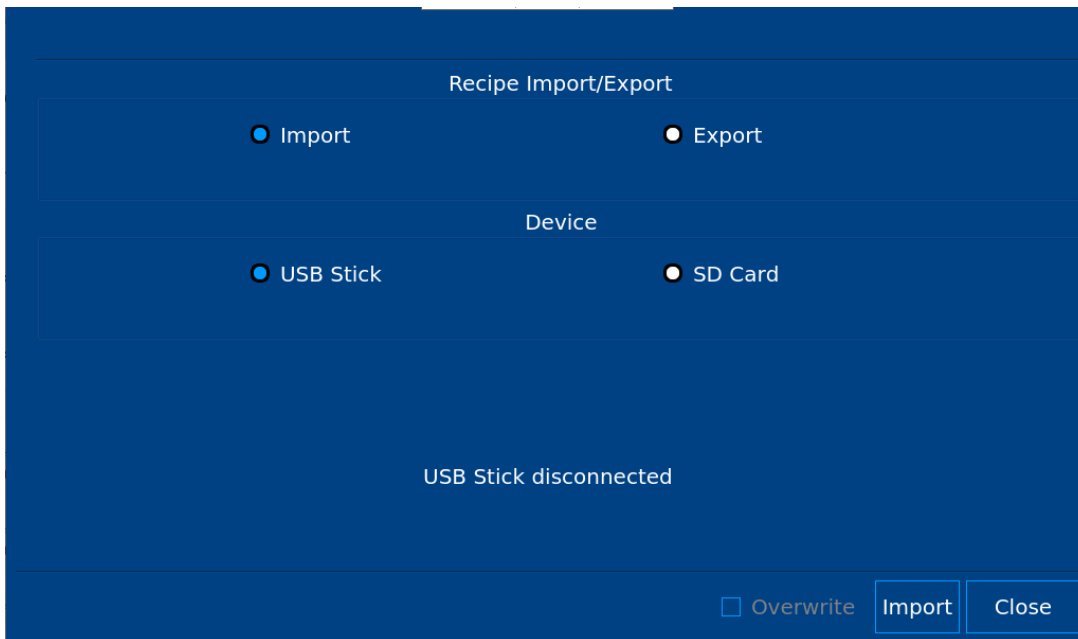 Recipe Import/Export
Import Export
Device
USB Stick SD Card
USB Stick disconnected
Overwrite Import Close